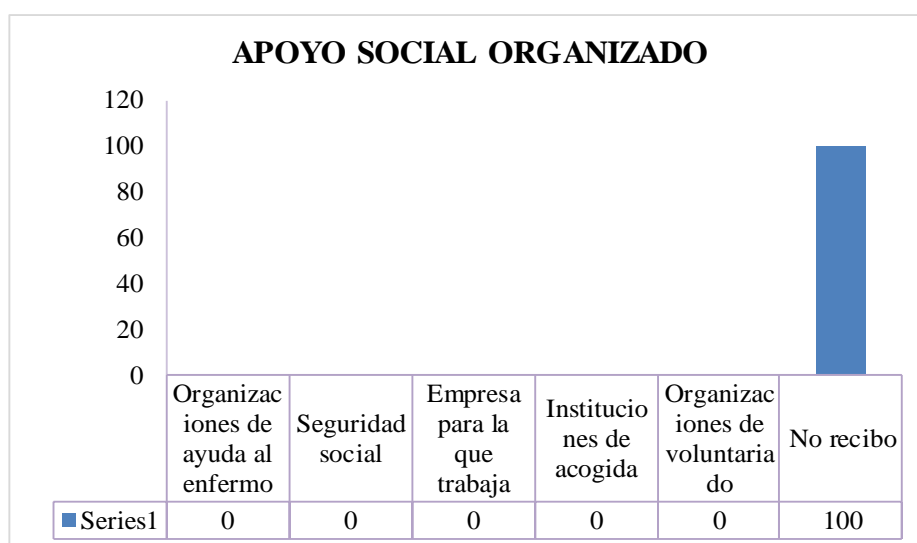 APOYO SOCIAL ORGANIZADO
120
100
80
60
40
20
0
Organizac
iones de
ayuda al
enfermo
Seguridad
social
Empresa
para la
que
trabaja
Institucio
nes de
acogida
Organizac
iones de
voluntaria
do
No recibo
Series1 0 0 0 0 0 100